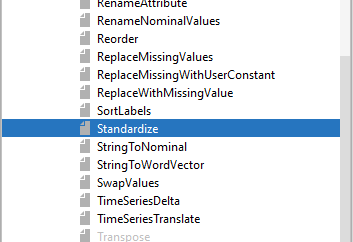 RenameAttribute
RenameNominalValues
Reorder
ReplaceMissingValues
ReplaceMissingWithUserConstant
ReplaceWithMissingValue
SortLabels
Standardize
StringToNominal
StringToWordVector
SwapValues
TimeSeriesDelta
TimeSeriesTranslate
Transpose